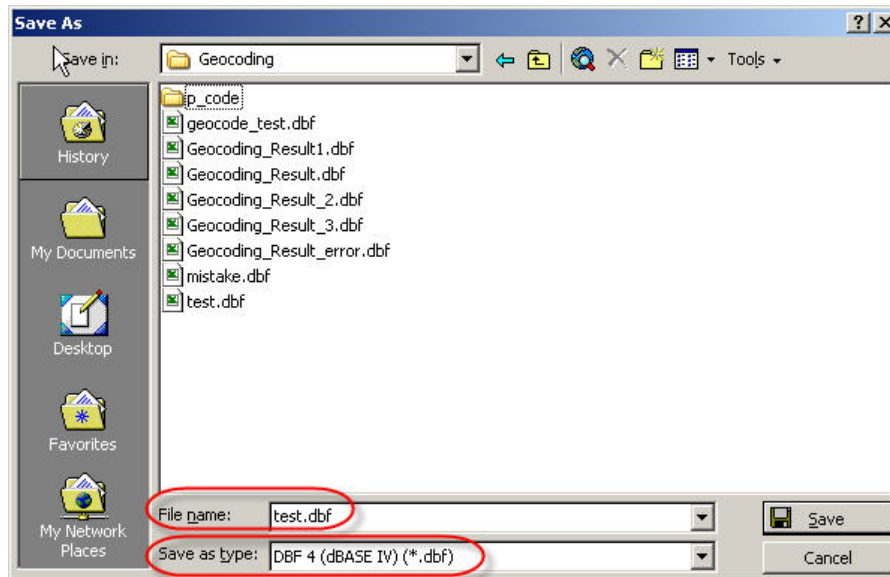 Save As
Save in:
Geocoding
Tools
History
My Documents
Desktop
Favorites
My Network
Places
p_code
geocode_test.dbf
Geocoding_Result1.dbf
Geocoding_Result.dbf
Geocoding_Result_2.dbf
Geocoding_Result_3.dbf
Geocoding_Result_error.dbf
mistake.dbf
test.dbf
File name:
test.dbf
Save
Save as type:
DBF 4 (dBASE IV) (*.dbf)
Cancel